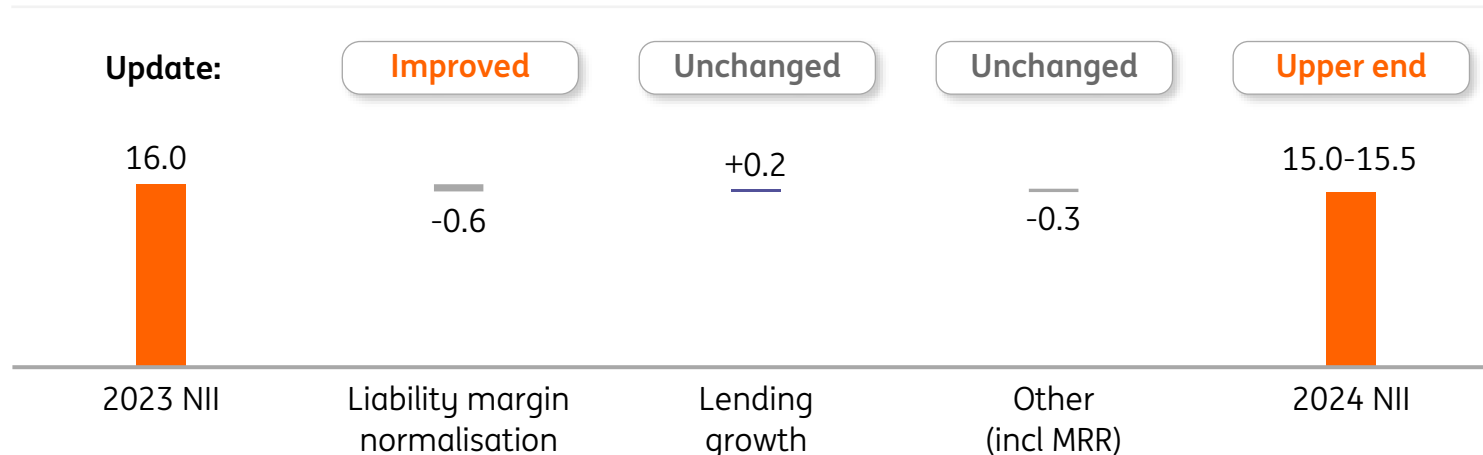 Update:
Improved
Unchanged
Unchanged
Upper end
16.0
-0.6
+0.2
-0.3
15.0-15.5
2023 NII
Liability margin
normalisation
Lending
growth
Other
(incl MRR)
2024 NII